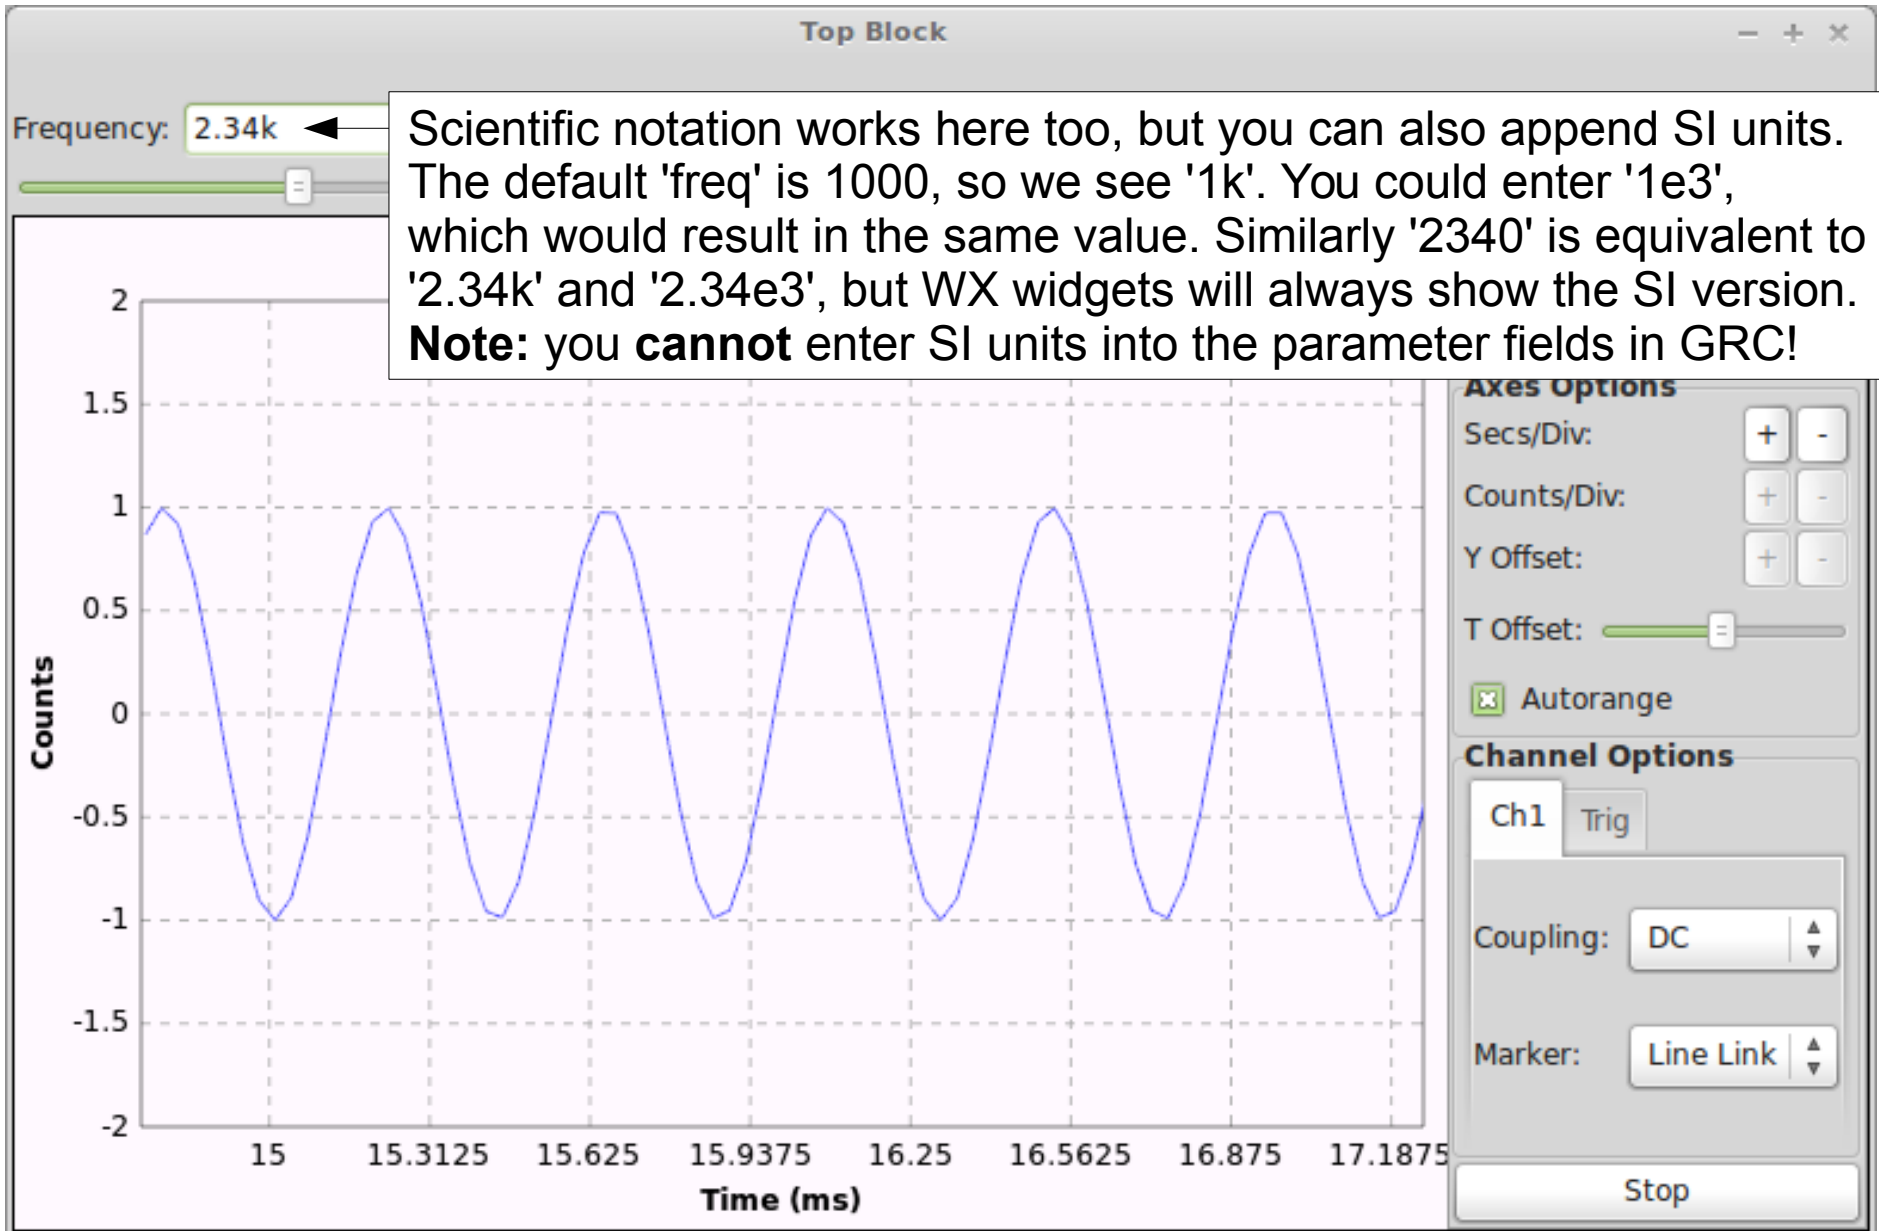 Top Block
Frequency: 2.34k
Scientific notation works here too, but you can also append SI units.
The default 'freq' is 1000, so we see '1k'. You could enter '1e3',
which would result in the same value. Similarly '2340' is equivalent to
'2.34k' and '2.34e3', but WX widgets will always show the SI version.
Note: you cannot enter SI units into the parameter fields in GRC!
2
1.5
1
0.5
0
-0.5
-1
-1.5
-2
Counts
15 15.3125 15.625 15.9375 16.25 16.5625 16.875 17.1875
Time (ms)
Axes Options
Secs/Div: + -
Counts/Div: + -
Y Offset: + -
T Offset:
Autorange
Channel Options
Ch1 Trig
Coupling: DC
Marker: Line Link
Stop